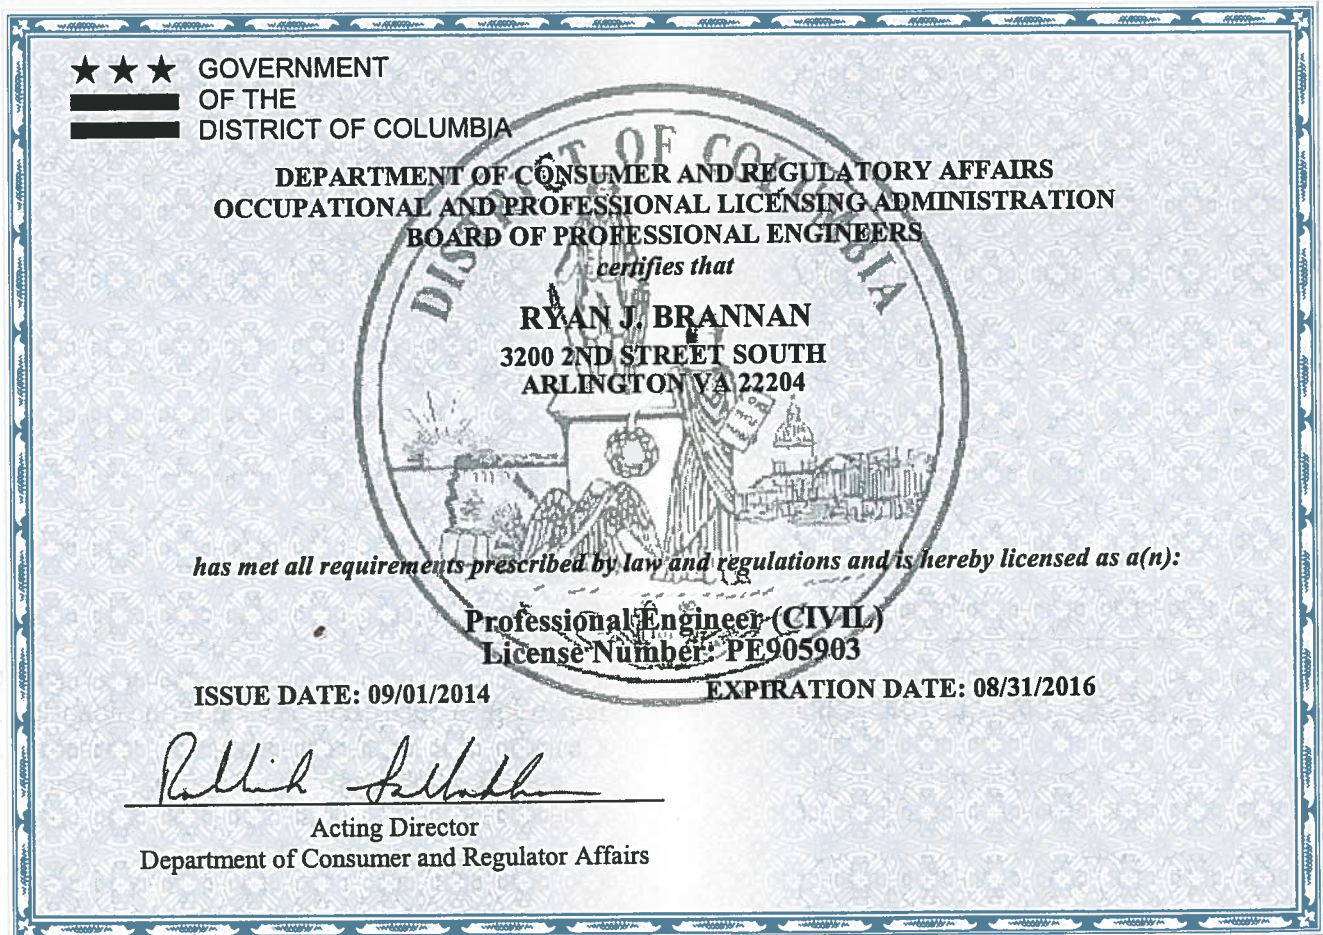 GOVERNMENT
OF THE
DISTRICT OF COLUMBIA
DISTRICT OF COLUMBIA
DEPARTMENT OF CONSUMER AND REGULATORY AFFAIRS
OCCUPATIONAL AND PROFESSIONAL LICENSING ADMINISTRATION
BOARD OF PROFESSIONAL ENGINEERS
certifies that
RYAN J. BRANNAN
3200 2ND STREET SOUTH
ARLINGTON VA 22204
has met all requirements prescribed by law and regulations and is hereby licensed as a(n):
Professional Engineer (CIVIL)
License Number: PE905903
ISSUE DATE: 09/01/2014 EXPIRATION DATE: 08/31/2016
Acting Director
Department of Consumer and Regulator Affairs